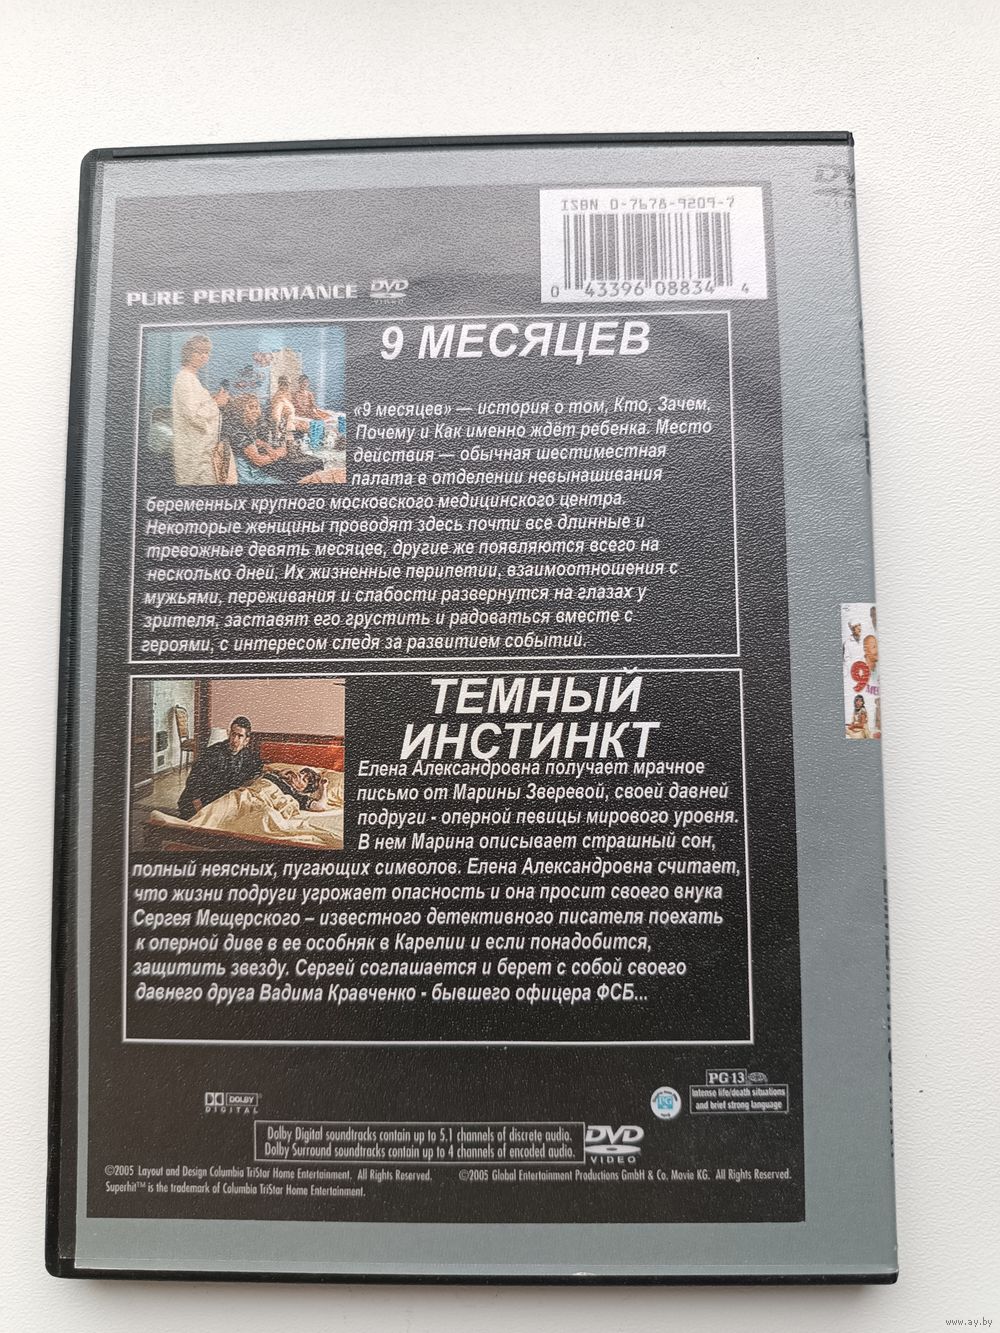 ISBN 0-7678-9209-7
0 43396 08834 4
PURE PERFORMANCE DVD
VIDEO
9 МЕСЯЦЕВ
«9 месяцев» — история о том, Кто, Зачем,
Почему и Как именно ждёт ребенка. Место
действия — обычная шестиместная
палата в отделении невынашивания
беременных крупного московского медицинского центра.
Некоторые женщины проводят здесь почти все длинные и
тревожные девять месяцев, другие же появляются всего на
несколько дней. Их жизненные перипетии, взаимоотношения с
мужьями, переживания и слабости развернутся на глазах у
зрителя, заставят его грустить и радоваться вместе с
героями, с интересом следя за развитием событий.
ТЕМНЫЙ
ИНСТИНКТ
Елена Александровна получает мрачное
письмо от Марины Зверевой, своей давней
подруги - оперной певицы мирового уровня.
В нем Марина описывает страшный сон,
полный неясных, пугающих символов. Елена Александровна считает,
что жизни подруги угрожает опасность и она просит своего внука
Сергея Мещерского – известного детективного писателя поехать
к оперной диве в ее особняк в Карелии и если понадобится,
защитить звезду. Сергей соглашается и берет с собой своего
давнего друга Вадима Кравченко - бывшего офицера ФСБ...
DOLBY
DIGITAL
PG
PG-13
Intense life/death situations
and brief strong language
Dolby Digital soundtracks contain up to 5.1 channels of discrete audio.
Dolby Surround soundtracks contain up to 4 channels of encoded audio.
DVD
VIDEO
©2005 Layout and Design Columbia TriStar Home Entertainment. All Rights Reserved.
©2005 Global Entertainment Productions GmbH & Co. Movie KG. All Rights Reserved.
Superhit™ is the trademark of Columbia TriStar Home Entertainment.
9
www.ay.by